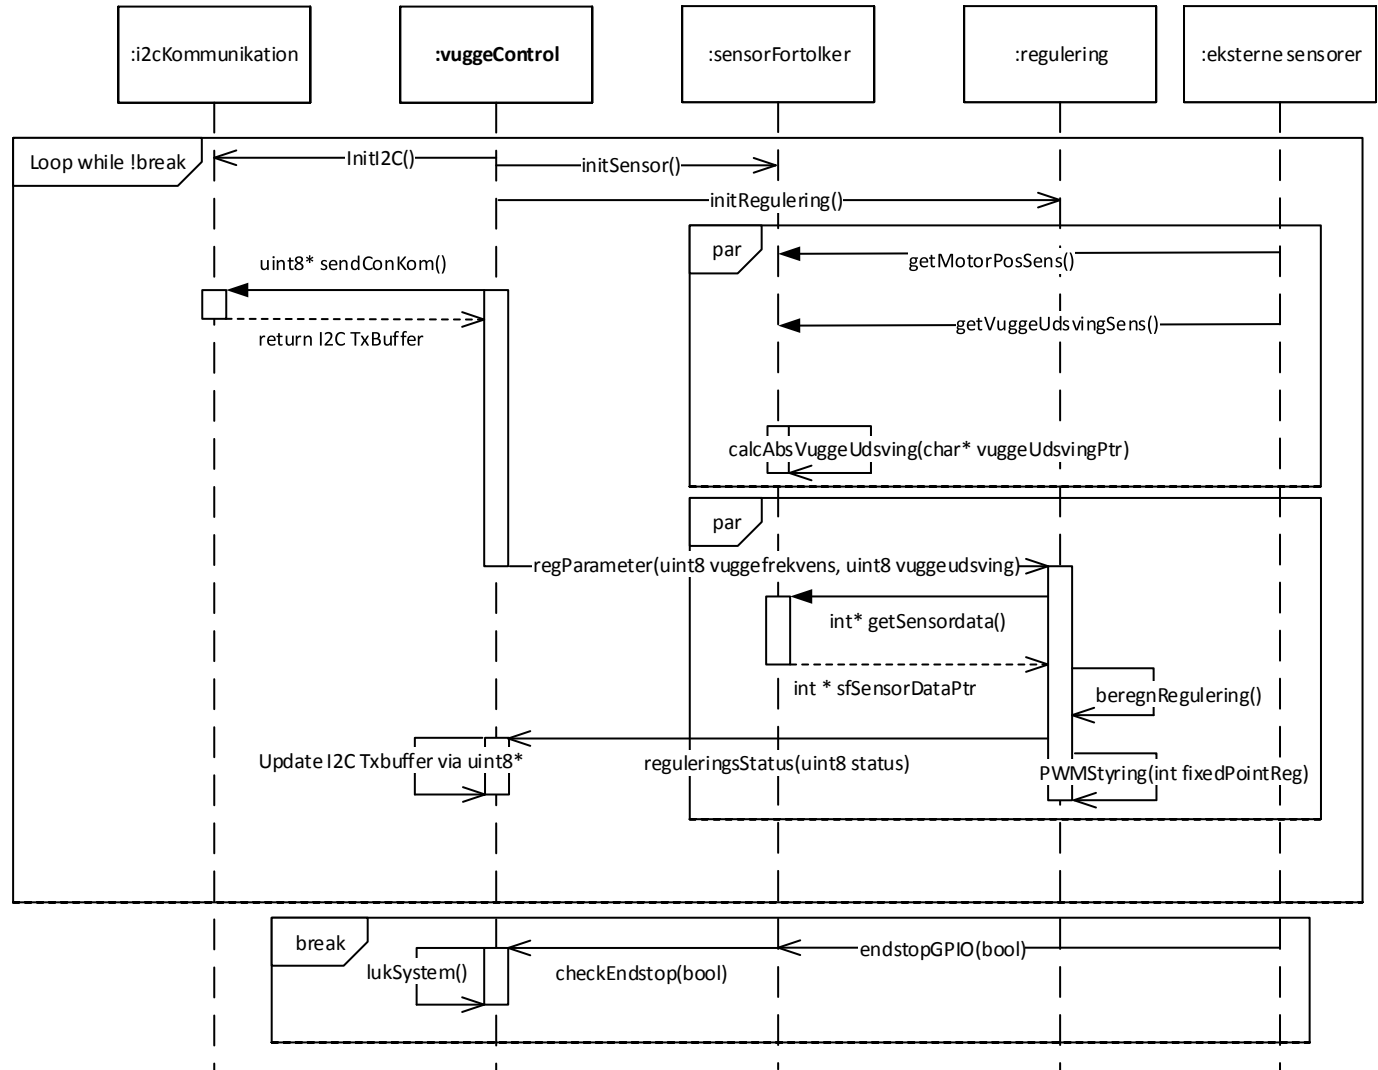 :i2cKommunikation
:vuggeControl
:sensorFortolker
:regulering
:eksterne sensorer
Loop while !break
InitI2C()
initSensor()
initRegulering()
par
getMotorPosSens()
uint8* sendConKom()
getVuggeUdsvingSens()
return I2C TxBuffer
calcAbsVuggeUdsving(char* vuggeUdsvingPtr)
par
regParameter(uint8 vuggefrekvens, uint8 vuggeudsving)
int* getSensordata()
int * sfSensorDataPtr
beregnRegulering()
Update I2C Txbuffer via uint8*
reguleringsStatus(uint8 status)
PWMStyring(int fixedPointReg)
break
endstopGPIO(bool)
lukSystem()
checkEndstop(bool)